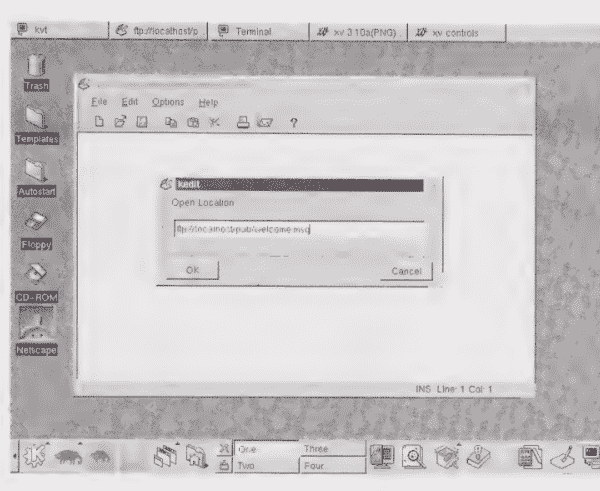 kvt
ftp://localhost/p
Terminal
xv 3.10a(PNG)
xv controls
Trash
Templates
Autostart
Floppy
CD-ROM
Netscape
File Edit Options Help
?
kedit
Open Location
ftp://localhost/pub/welcome.msg
OK Cancel
INS Line: 1 Col: 1
One Three
Two Four